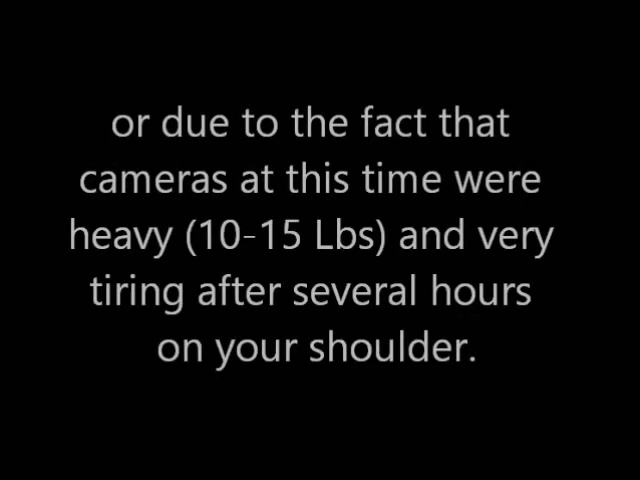 or due to the fact that
cameras at this time were
heavy (10-15 Lbs) and very
tiring after several hours
on your shoulder.